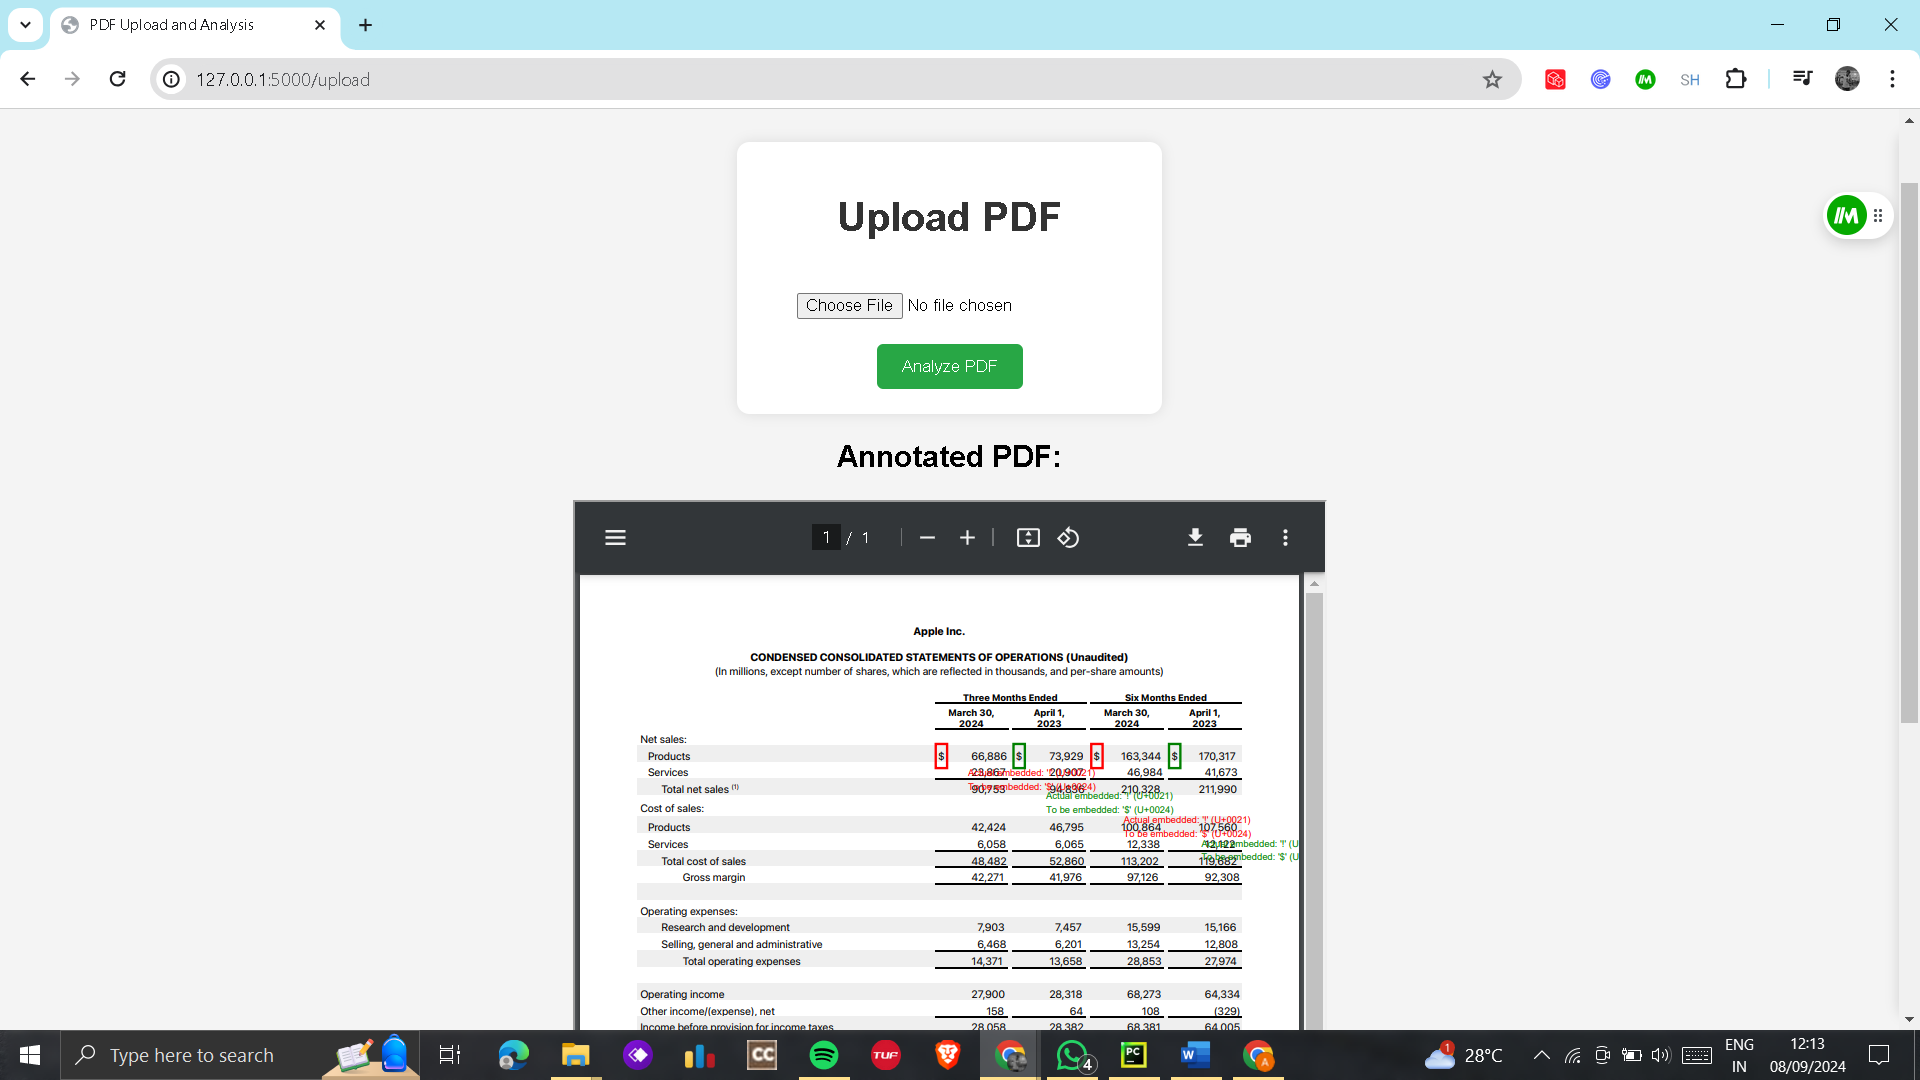 PDF Upload and Analysis
127.0.0.1:5000/upload
SH
Upload PDF
Choose File No file chosen
Analyze PDF
Annotated PDF:
1 / 1
Apple Inc.
CONDENSED CONSOLIDATED STATEMENTS OF OPERATIONS (Unaudited)
(In millions, except number of shares, which are reflected in thousands, and per-share amounts)
Three Months Ended Six Months Ended
March 30, 2024 April 1, 2023 March 30, 2024 April 1, 2023
Net sales:
Products $ 66,886 $ 73,929 $ 163,344 $ 170,317
Services 23,867 20,907 46,984 41,673
Actual embedded: '!' (U+0021)
Total net sales (1) 90,753 94,836 210,328 211,990
To be embedded: '$' (U+0024)
Actual embedded: '!' (U+0021)
Cost of sales:
To be embedded: '$' (U+0024)
Actual embedded: '!' (U+0021)
Products 42,424 46,795 100,864 107,560
To be embedded: '$' (U+0024)
Services 6,058 6,065 12,338 12,122
Actual embedded: '!' (U
Total cost of sales 48,482 52,860 113,202 119,682
To be embedded: '$' (U
Gross margin 42,271 41,976 97,126 92,308
Operating expenses:
Research and development 7,903 7,457 15,599 15,166
Selling, general and administrative 6,468 6,201 13,254 12,808
Total operating expenses 14,371 13,658 28,853 27,974
Operating income 27,900 28,318 68,273 64,334
Other income/(expense), net 158 64 108 (329)
Income before provision for income taxes 28,058 28,382 68,381 64,005
Type here to search
CC
TUF
4
PC
W
A
1
28°C
ENG
IN
12:13
08/09/2024